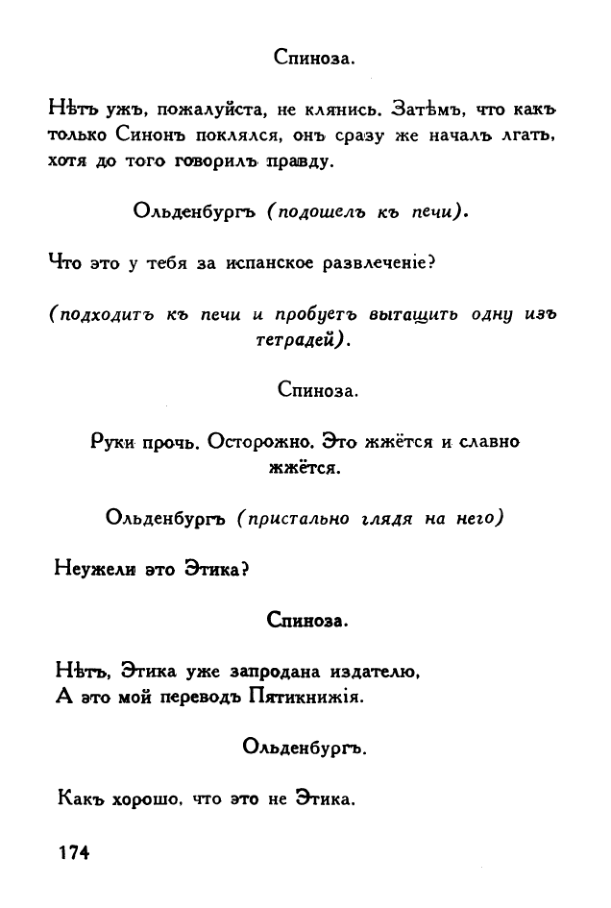 Спиноза.
Нѣтъ ужъ, пожалуйста, не клянись. Затѣмъ, что какъ
только Синонъ поклялся, онъ сразу же началъ лгать,
хотя до того говорилъ правду.
Ольденбургъ (подошелъ къ печи).
Что это у тебя за испанское развлеченіе?
(подходитъ къ печи и пробуетъ вытащить одну изъ
тетрадей).
Спиноза.
Руки прочь. Осторожно. Это жжётся и славно
жжётся.
Ольденбургъ (пристально глядя на него)
Неужели это Этика?
Спиноза.
Нѣтъ, Этика уже запродана издателю,
А это мой переводъ Пятикнижія.
Ольденбургъ.
Какъ хорошо, что это не Этика.
174